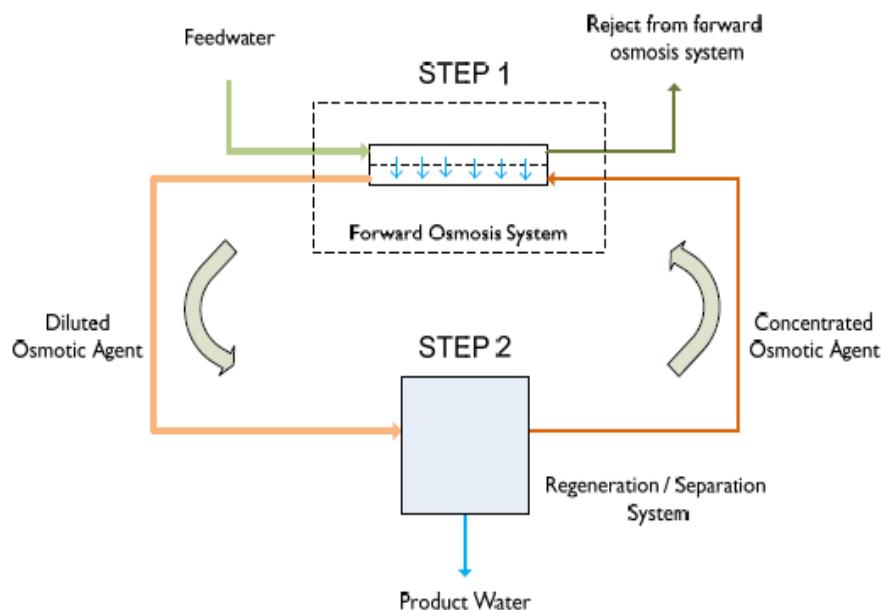 Feedwater
Reject from forward
osmosis system
STEP 1
Forward Osmosis System
Diluted
Osmotic Agent
STEP 2
Concentrated
Osmotic Agent
Regeneration / Separation
System
Product Water